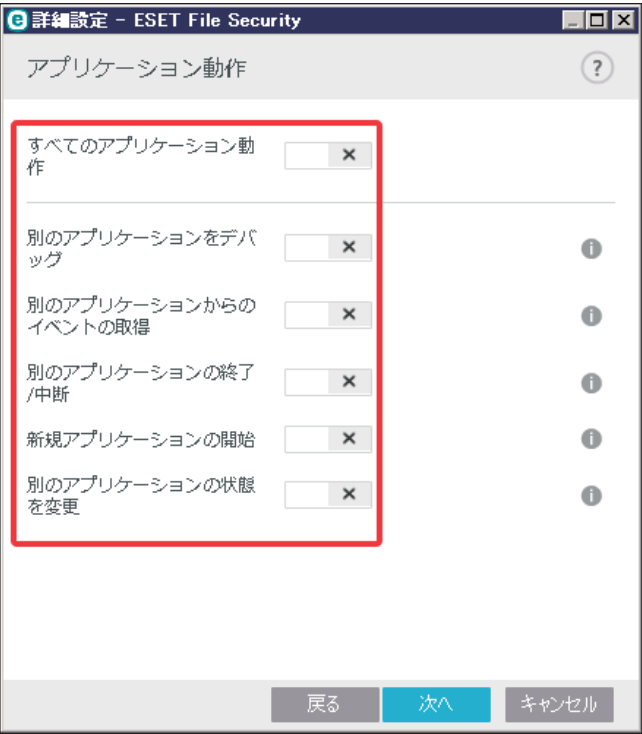 詳細設定 - ESET File Security
アプリケーション動作
?
すべてのアプリケーション動
作
別のアプリケーションをデバ
ッグ
別のアプリケーションからの
イベントの取得
別のアプリケーションの終了
/中断
新規アプリケーションの開始
別のアプリケーションの状態
を変更
戻る 次へ キャンセル